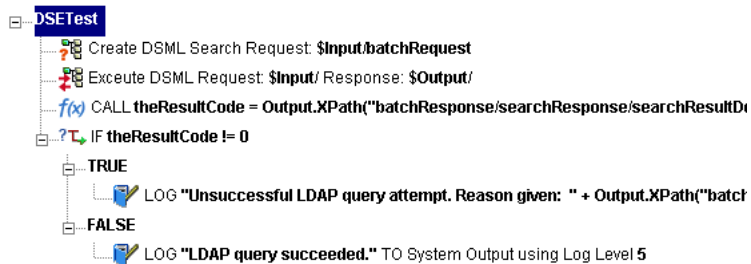 DSETest
Create DSML Search Request: $Input/batchRequest
Exceute DSML Request: $Input/ Response: $Output/
f(x) CALL theResultCode = Output.XPath("batchResponse/searchResponse/searchResultD
?T IF theResultCode != 0
TRUE
LOG "Unsuccessful LDAP query attempt. Reason given: " + Output.XPath("batch
FALSE
LOG "LDAP query succeeded." TO System Output using Log Level 5